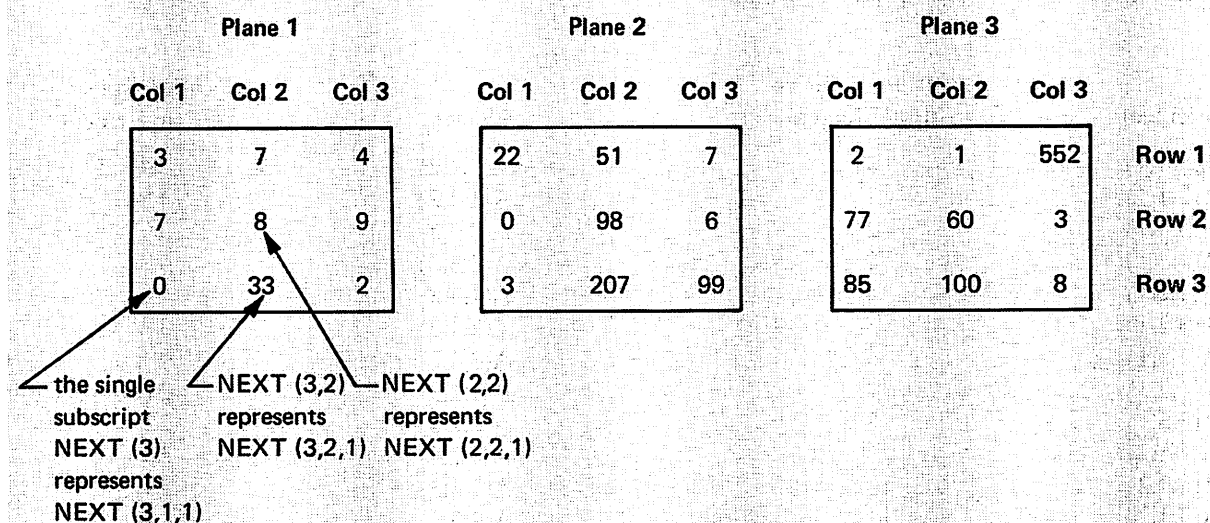 Plane 1 Plane 2 Plane 3
Col 1 Col 2 Col 3 Col 1 Col 2 Col 3 Col 1 Col 2 Col 3
3 7 4 22 51 7 2 1 552 Row 1
7 8 9 0 98 6 77 60 3 Row 2
0 33 2 3 207 99 85 100 8 Row 3
the single
subscript
NEXT (3)
represents
NEXT (3,1,1)
NEXT (3,2)
represents
NEXT (3,2,1)
NEXT (2,2)
represents
NEXT (2,2,1)